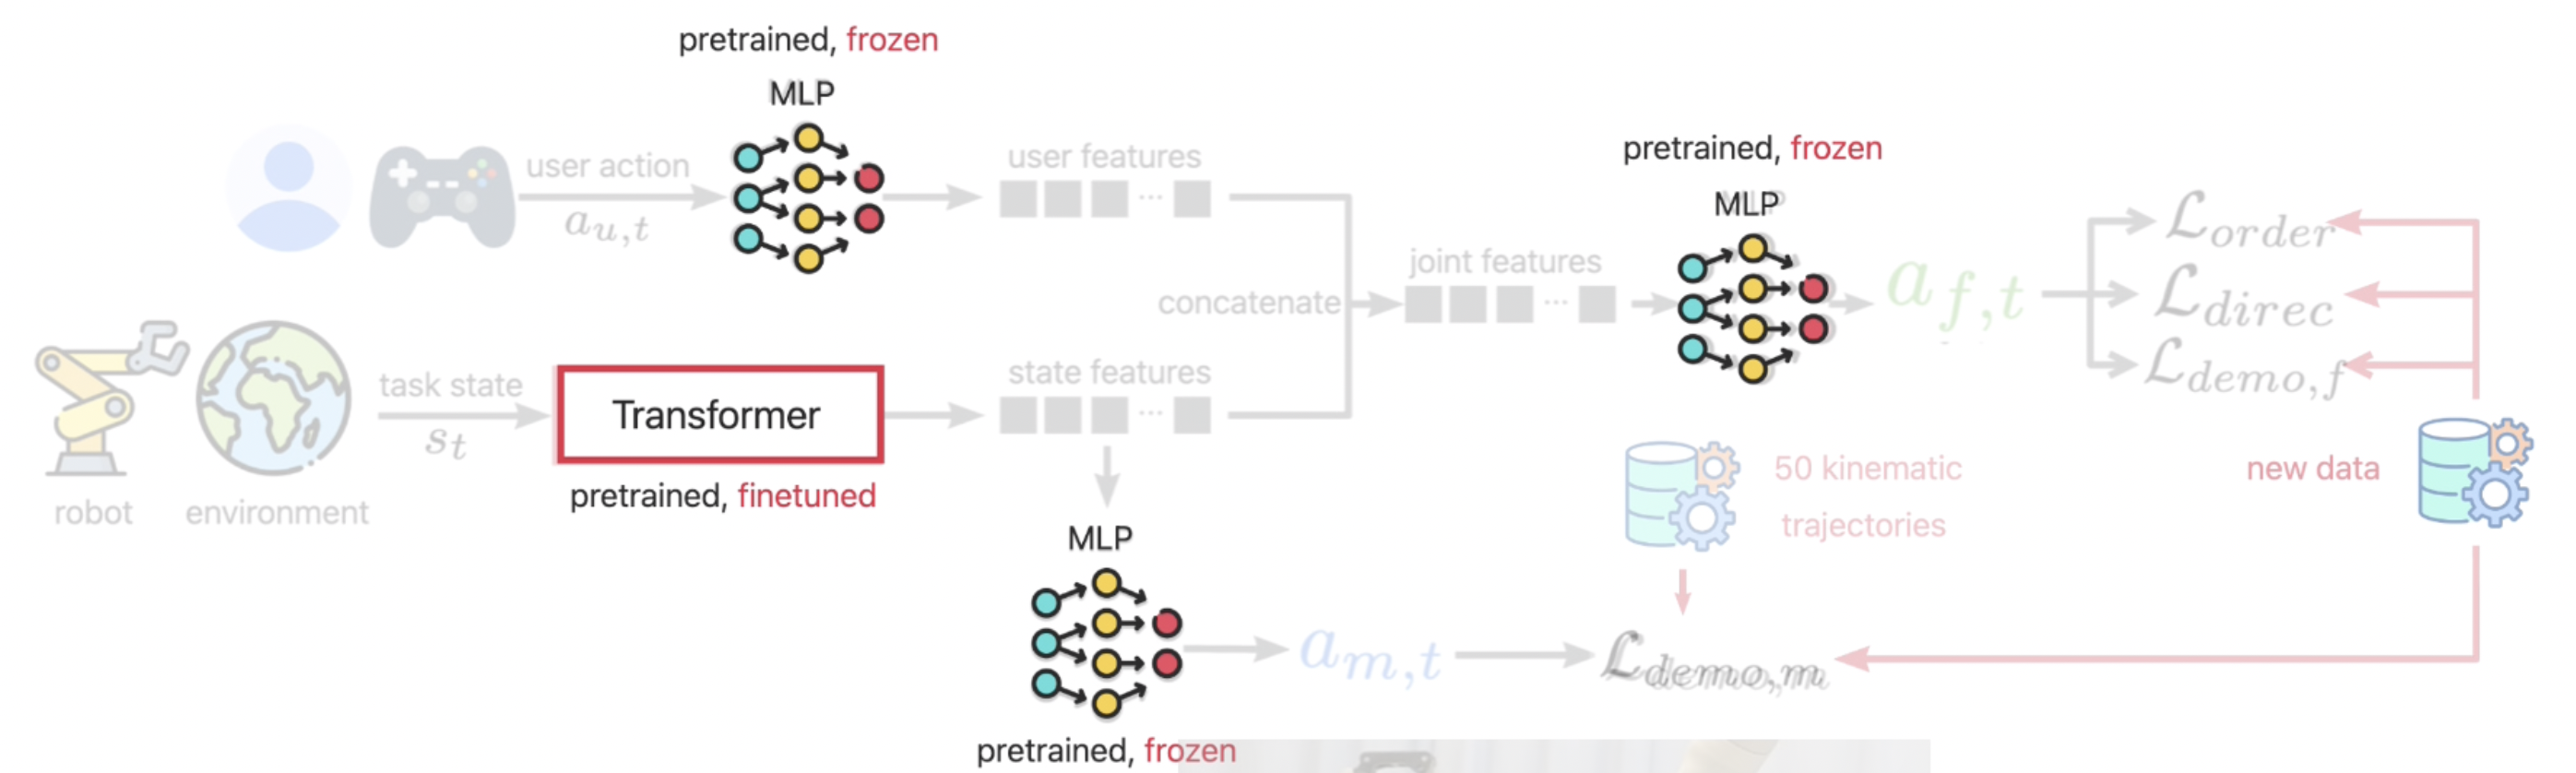 pretrained, frozen
MLP
user action
a_{u,t}
user features
concatenate
joint features
pretrained, frozen
MLP
a_{f,t}
\mathcal{L}_{order}
\mathcal{L}_{direc}
\mathcal{L}_{demo,f}
robot
environment
task state
s_t
Transformer
pretrained, finetuned
state features
MLP
pretrained, frozen
a_{m,t}
50 kinematic
trajectories
\mathcal{L}_{demo,m}
new data